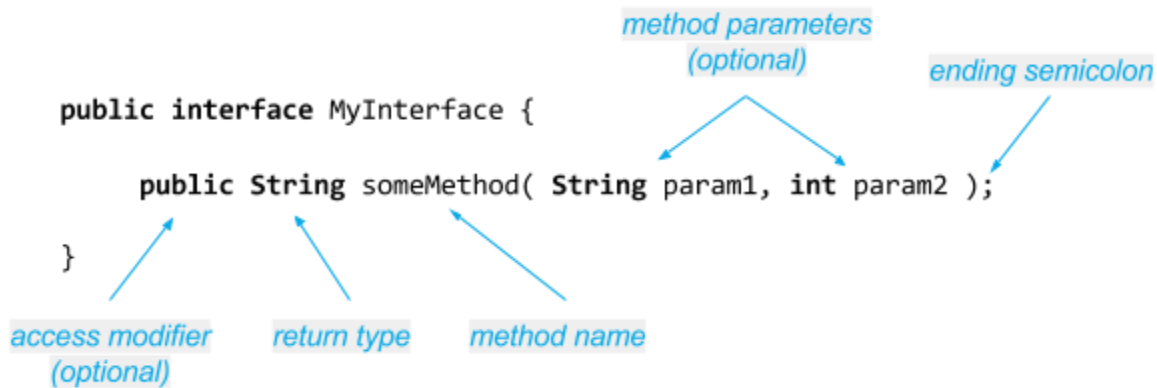 method parameters
(optional)
ending semicolon
public interface MyInterface {
public String someMethod( String param1, int param2 );
}
access modifier
(optional)
return type
method name